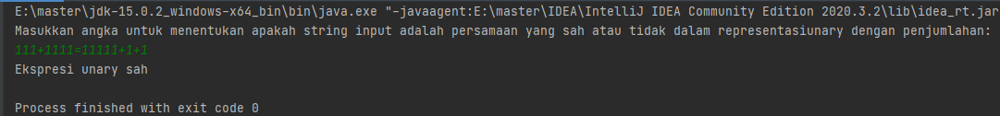 E:\master\jdk-15.0.2_windows-x64_bin\bin\java.exe "-javaagent:E:\master\IDEA\IntelliJ IDEA Community Edition 2020.3.2\lib\idea_rt.jar
Masukkan angka untuk menentukan apakah string input adalah persamaan yang sah atau tidak dalam representasiunary dengan penjumlahan:
111+1111=11111+1+1
Ekspresi unary sah
Process finished with exit code 0